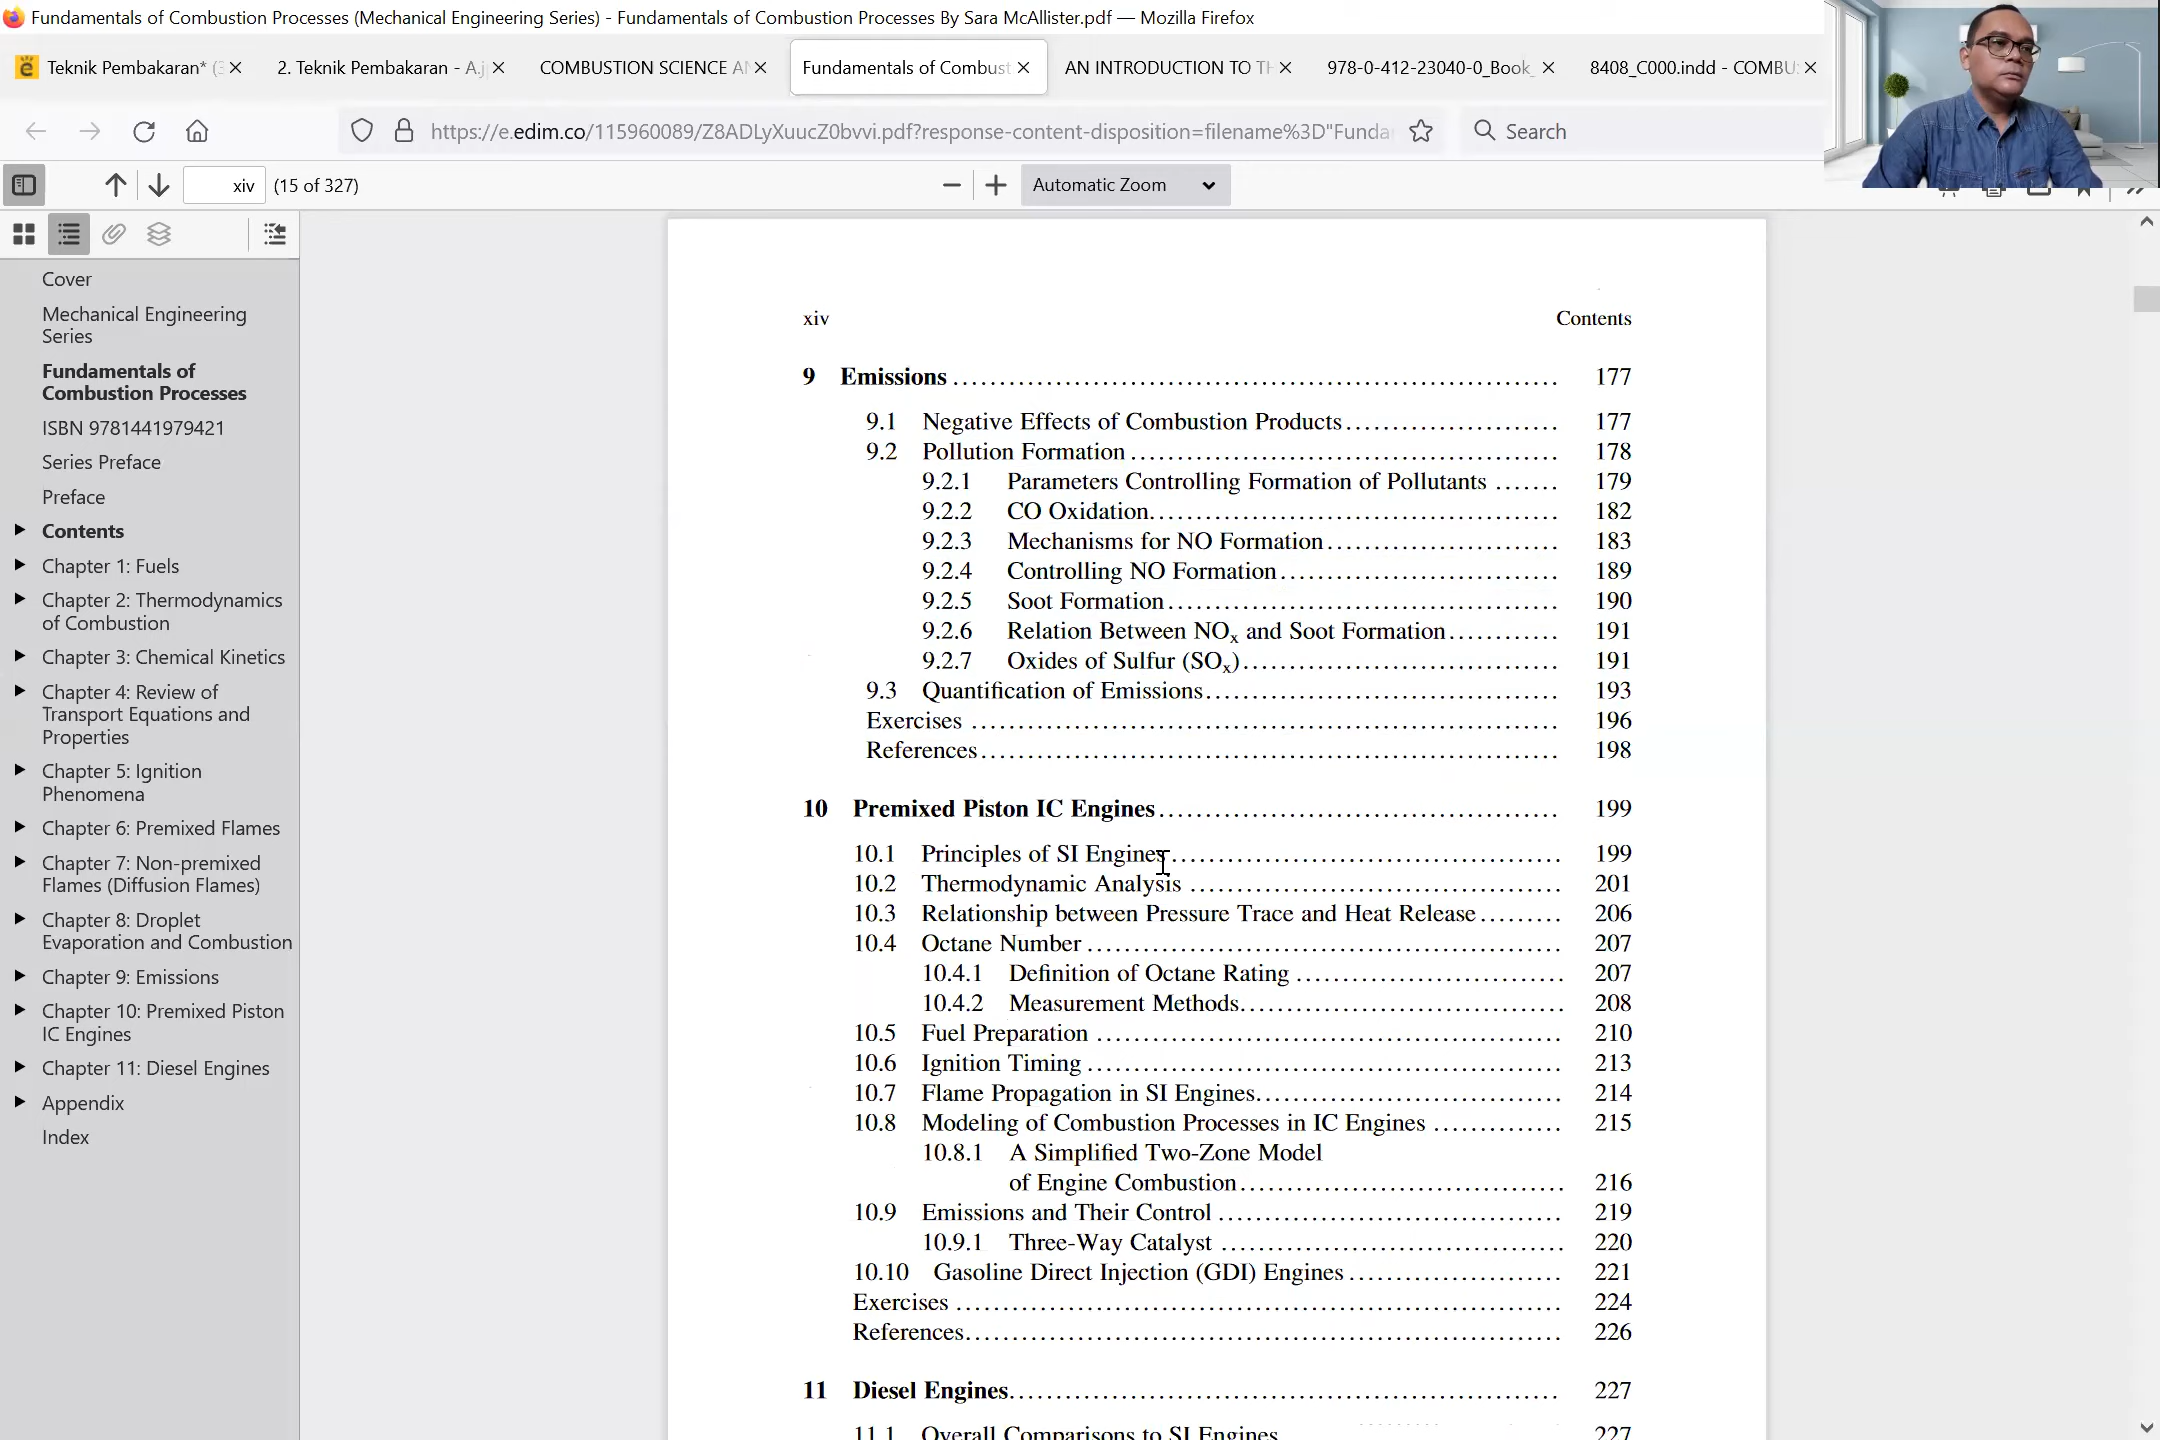 Fundamentals of Combustion Processes (Mechanical Engineering Series) - Fundamentals of Combustion Processes By Sara McAllister.pdf — Mozilla Firefox
Teknik Pembakaran* (
2. Teknik Pembakaran - A.j
COMBUSTION SCIENCE A
Fundamentals of Combust
AN INTRODUCTION TO TH
978-0-412-23040-0_Book_
8408_C000.indd - COMBU
https://e.edim.co/115960089/Z8ADLyXuucZ0bvvi.pdf?response-content-disposition=filename%3D"Funda
Search
xiv
(15 of 327)
Automatic Zoom
Cover
Mechanical Engineering
Series
Fundamentals of
Combustion Processes
ISBN 9781441979421
Series Preface
Preface
Contents
Chapter 1: Fuels
Chapter 2: Thermodynamics
of Combustion
Chapter 3: Chemical Kinetics
Chapter 4: Review of
Transport Equations and
Properties
Chapter 5: Ignition
Phenomena
Chapter 6: Premixed Flames
Chapter 7: Non-premixed
Flames (Diffusion Flames)
Chapter 8: Droplet
Evaporation and Combustion
Chapter 9: Emissions
Chapter 10: Premixed Piston
IC Engines
Chapter 11: Diesel Engines
Appendix
Index
xiv Contents
9 Emissions 177
9.1 Negative Effects of Combustion Products 177
9.2 Pollution Formation 178
9.2.1 Parameters Controlling Formation of Pollutants 179
9.2.2 CO Oxidation 182
9.2.3 Mechanisms for NO Formation 183
9.2.4 Controlling NO Formation 189
9.2.5 Soot Formation 190
9.2.6 Relation Between NOx and Soot Formation 191
9.2.7 Oxides of Sulfur (SOx) 191
9.3 Quantification of Emissions 193
Exercises 196
References 198
10 Premixed Piston IC Engines 199
10.1 Principles of SI Engines 199
10.2 Thermodynamic Analysis 201
10.3 Relationship between Pressure Trace and Heat Release 206
10.4 Octane Number 207
10.4.1 Definition of Octane Rating 207
10.4.2 Measurement Methods 208
10.5 Fuel Preparation 210
10.6 Ignition Timing 213
10.7 Flame Propagation in SI Engines 214
10.8 Modeling of Combustion Processes in IC Engines 215
10.8.1 A Simplified Two-Zone Model
of Engine Combustion 216
10.9 Emissions and Their Control 219
10.9.1 Three-Way Catalyst 220
10.10 Gasoline Direct Injection (GDI) Engines 221
Exercises 224
References 226
11 Diesel Engines 227
11.1 Overall Comparisons to SI Engines 227